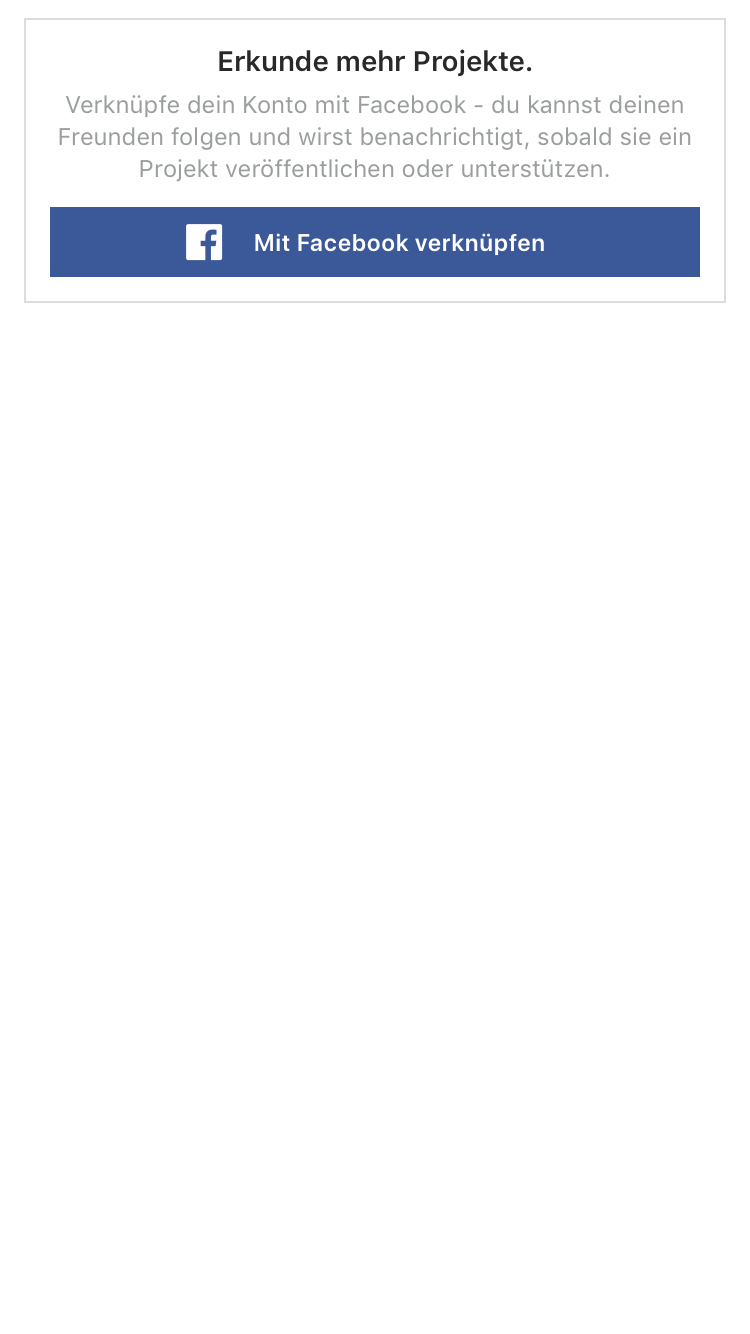 Erkunde mehr Projekte.
Verknüpfe dein Konto mit Facebook - du kannst deinen
Freunden folgen und wirst benachrichtigt, sobald sie ein
Projekt veröffentlichen oder unterstützen.
Mit Facebook verknüpfen